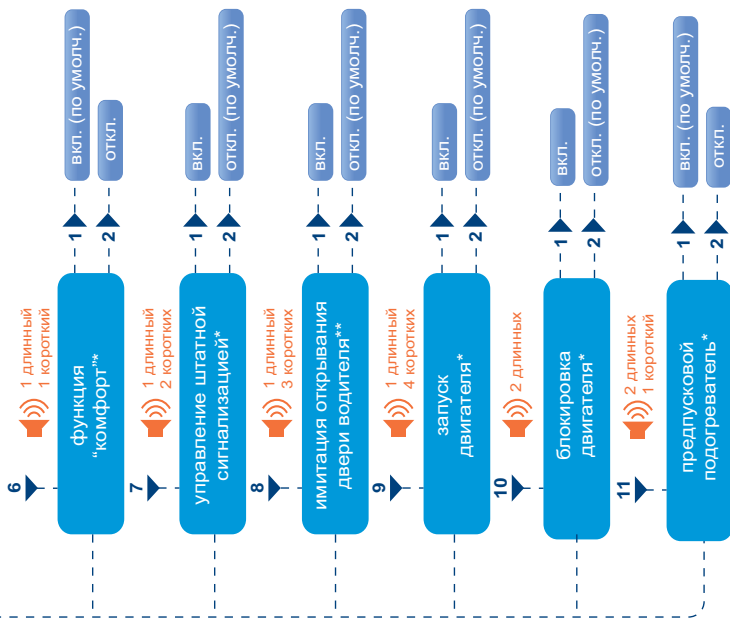 6
1 длинный
1 короткий
функция
“комфорт”*
1
вкл. (по умолч.)
2
откл.
7
1 длинный
2 коротких
управление штатной
сигнализацией*
1
вкл.
2
откл. (по умолч.)
8
1 длинный
3 коротких
имитация открывания
двери водителя**
1
вкл.
2
откл. (по умолч.)
9
1 длинный
4 коротких
запуск
двигателя*
1
вкл.
2
откл. (по умолч.)
10
2 длинных
блокировка
двигателя*
1
вкл.
2
откл. (по умолч.)
11
2 длинных
1 короткий
предпусковой
подогреватель*
1
вкл. (по умолч.)
2
откл.